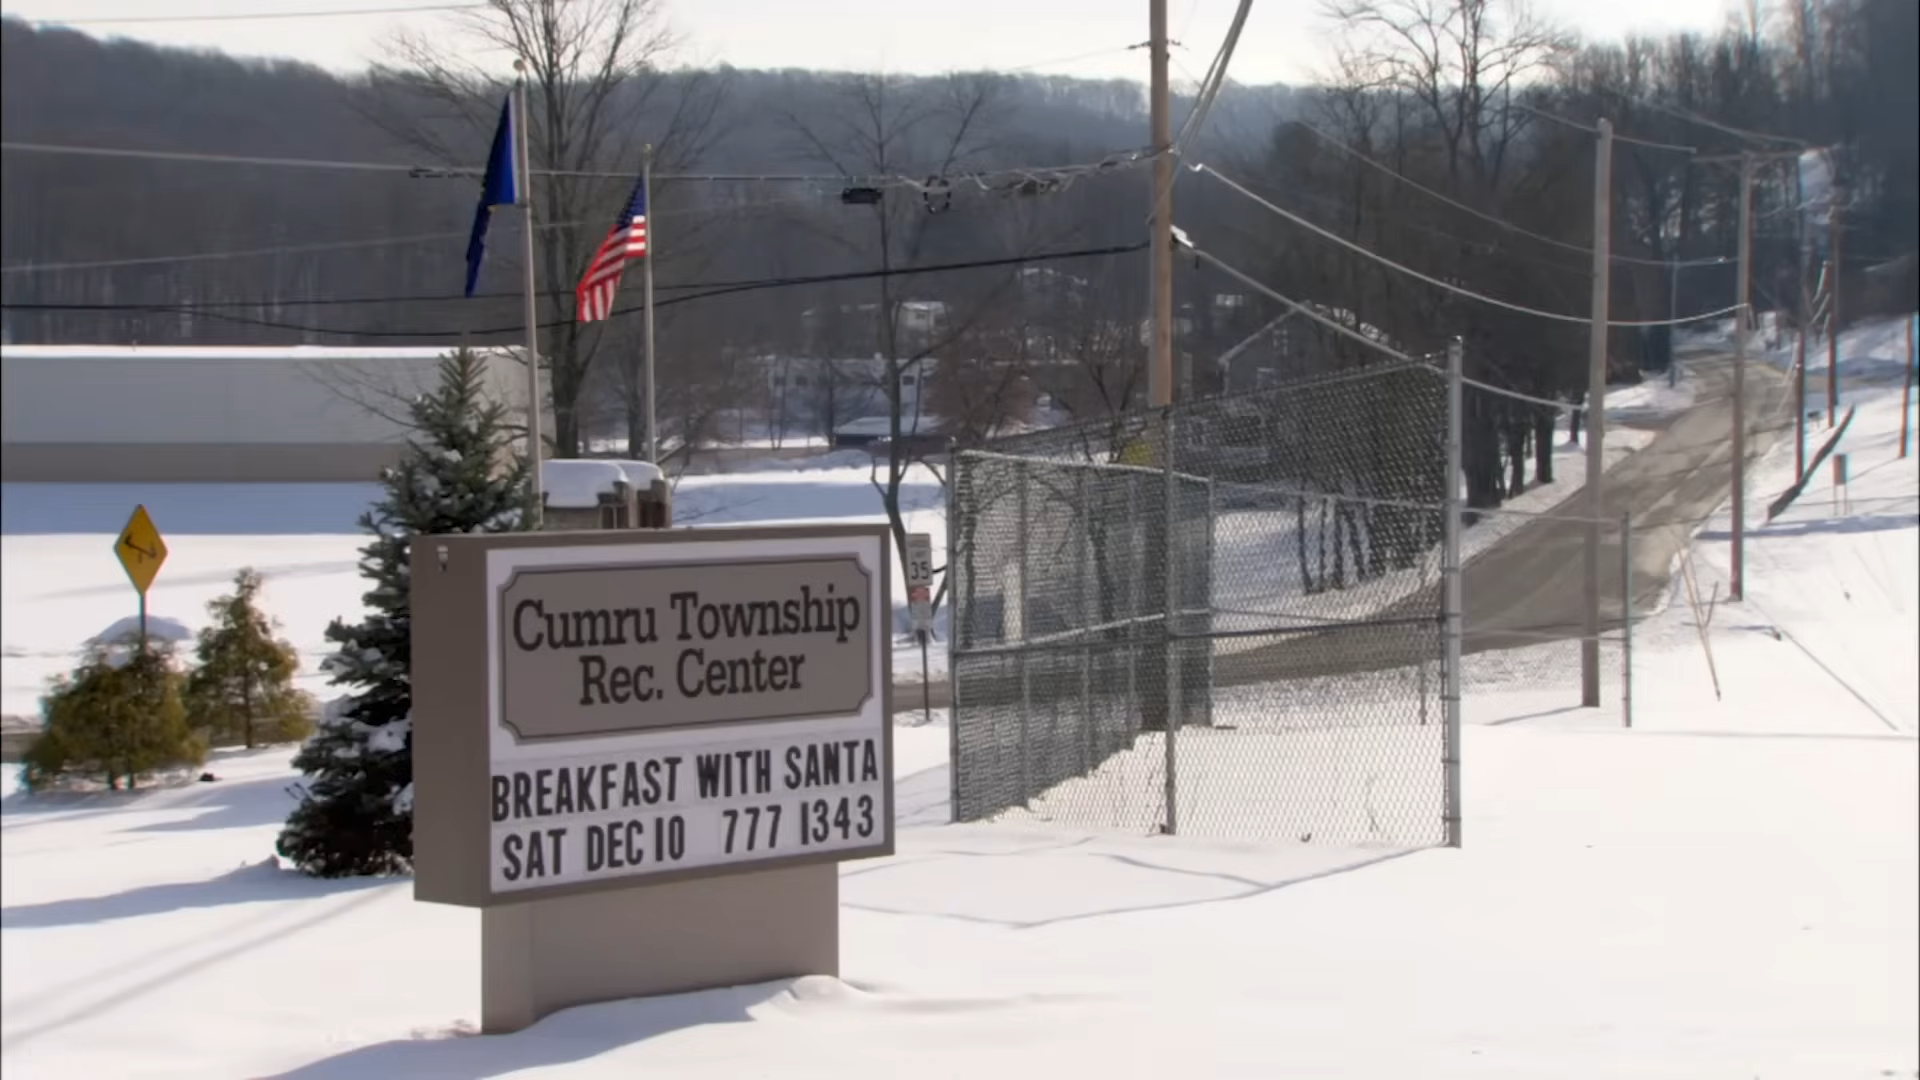 Cumru Township
Rec. Center
BREAKFAST WITH SANTA
SAT DEC 10 777 1343
35